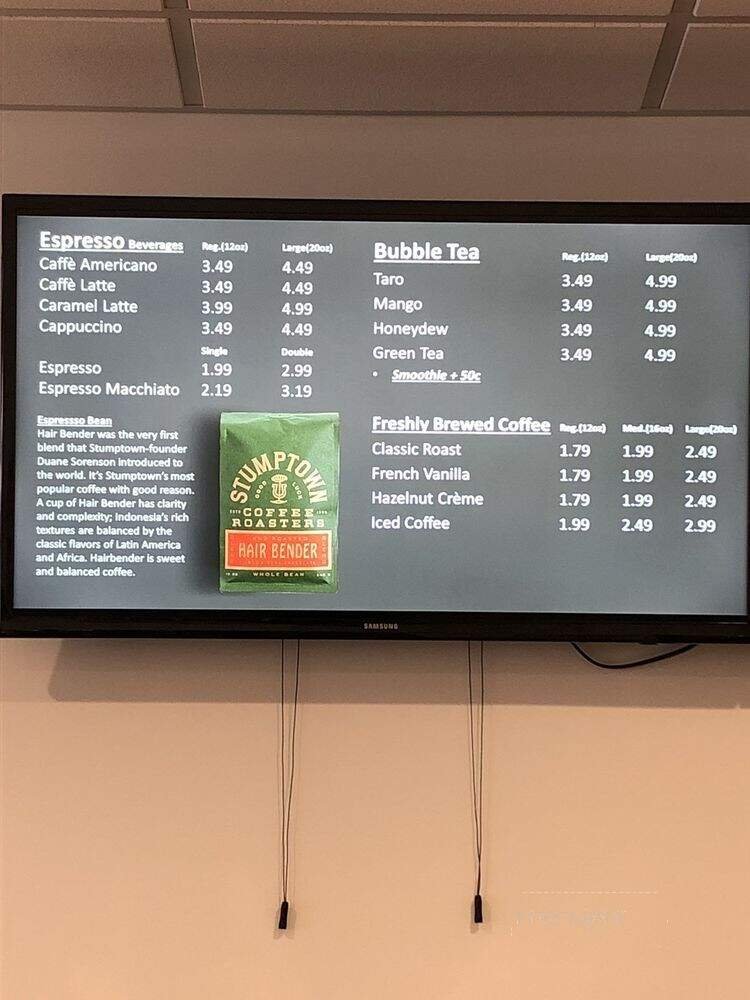 Espresso Beverages Reg.(12oz) Large(20oz)
Caffè Americano 3.49 4.49
Caffè Latte 3.49 4.49
Caramel Latte 3.99 4.99
Cappuccino 3.49 4.49
Single Double
Espresso 1.99 2.99
Espresso Macchiato 2.19 3.19
Espressso Bean
Hair Bender was the very first
blend that Stumptown-founder
Duane Sorenson introduced to
the world. It's Stumptown's most
popular coffee with good reason.
A cup of Hair Bender has clarity
and complexity; Indonesia's rich
textures are balanced by the
classic flavors of Latin America
and Africa. Hairbender is sweet
and balanced coffee.
STUMPTOWN
GOOD LUCK
COFFEE
ROASTERS
HAIR BENDER
WHOLE BEAN
Bubble Tea Reg.(12oz) Large(20oz)
Taro 3.49 4.99
Mango 3.49 4.99
Honeydew 3.49 4.99
Green Tea 3.49 4.99
• Smoothie + 50c
Freshly Brewed Coffee Reg.(12oz) Med.(16oz) Large(20oz)
Classic Roast 1.79 1.99 2.49
French Vanilla 1.79 1.99 2.49
Hazelnut Crème 1.79 1.99 2.49
Iced Coffee 1.99 2.49 2.99
SAMSUNG